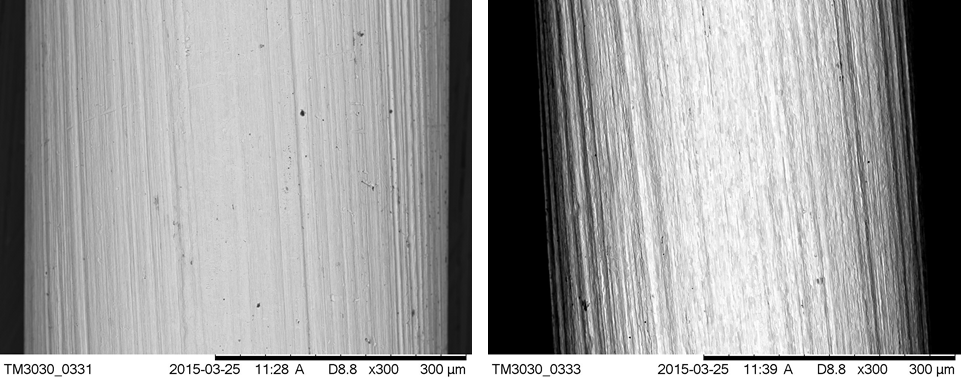 TM3030_0331 2015-03-25 11:28 A D8.8 x300 300 µm
TM3030_0333 2015-03-25 11:39 A D8.8 x300 300 µm